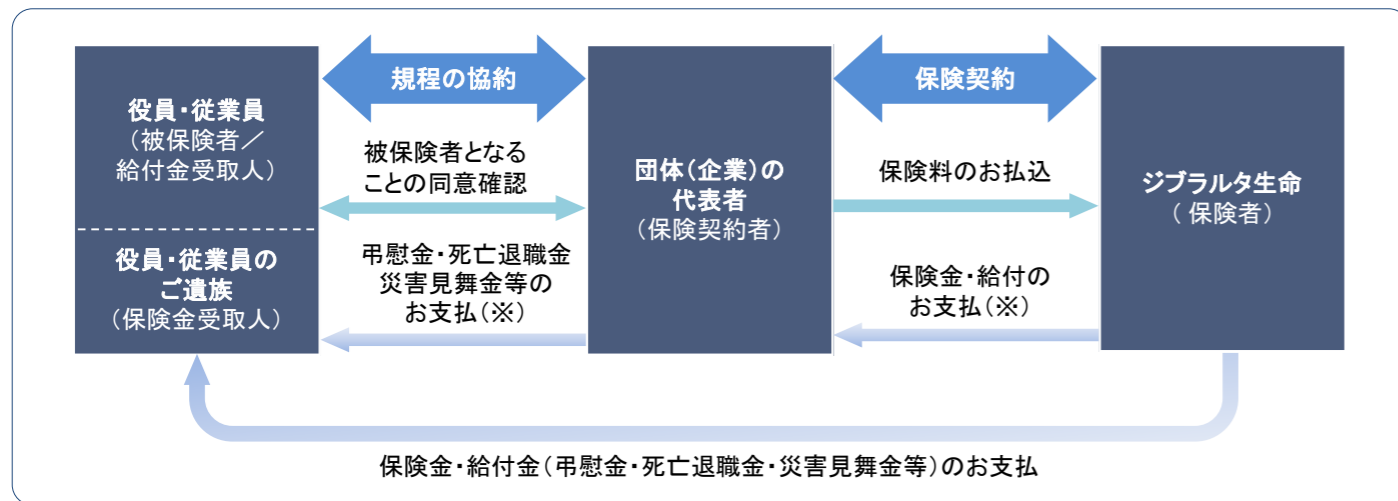 役員・従業員
（被保険者／
給付金受取人）
役員・従業員の
ご遺族
（保険金受取人）
規程の協約
被保険者となる
ことの同意確認
弔慰金・死亡退職金
災害見舞金等の
お支払（※）
団体（企業）の
代表者
（保険契約者）
保険契約
保険料のお払込
保険金・給付の
お支払（※）
ジブラルタ生命
（ 保険者）
保険金・給付金（弔慰金・死亡退職金・災害見舞金等）のお支払